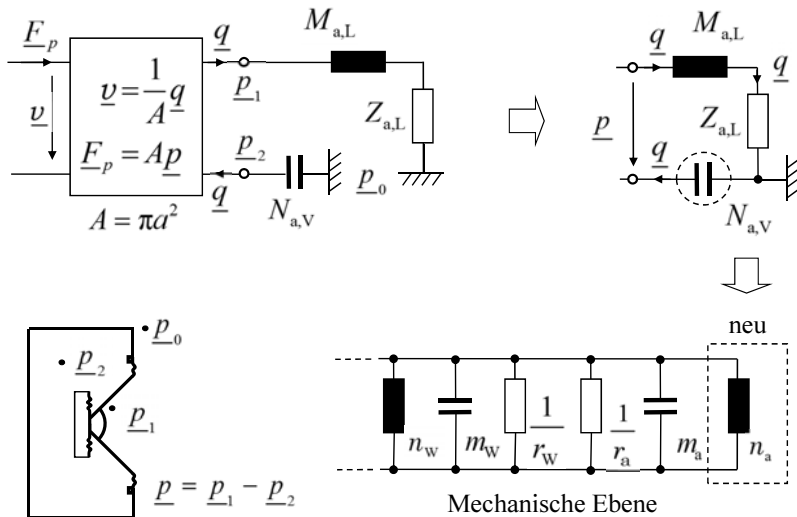 F_p
v
v = 1/A q
F_p = Ap
A = πa²
q
p_1
M_a,L
Z_a,L
p_2
q
N_a,V
p_0
q
M_a,L
q
p
Z_a,L
q
N_a,V
p_0
p_2
p_1
p = p_1 − p_2
neu
n_W
m_W
1/r_W
1/r_a
m_a
n_a
Mechanische Ebene